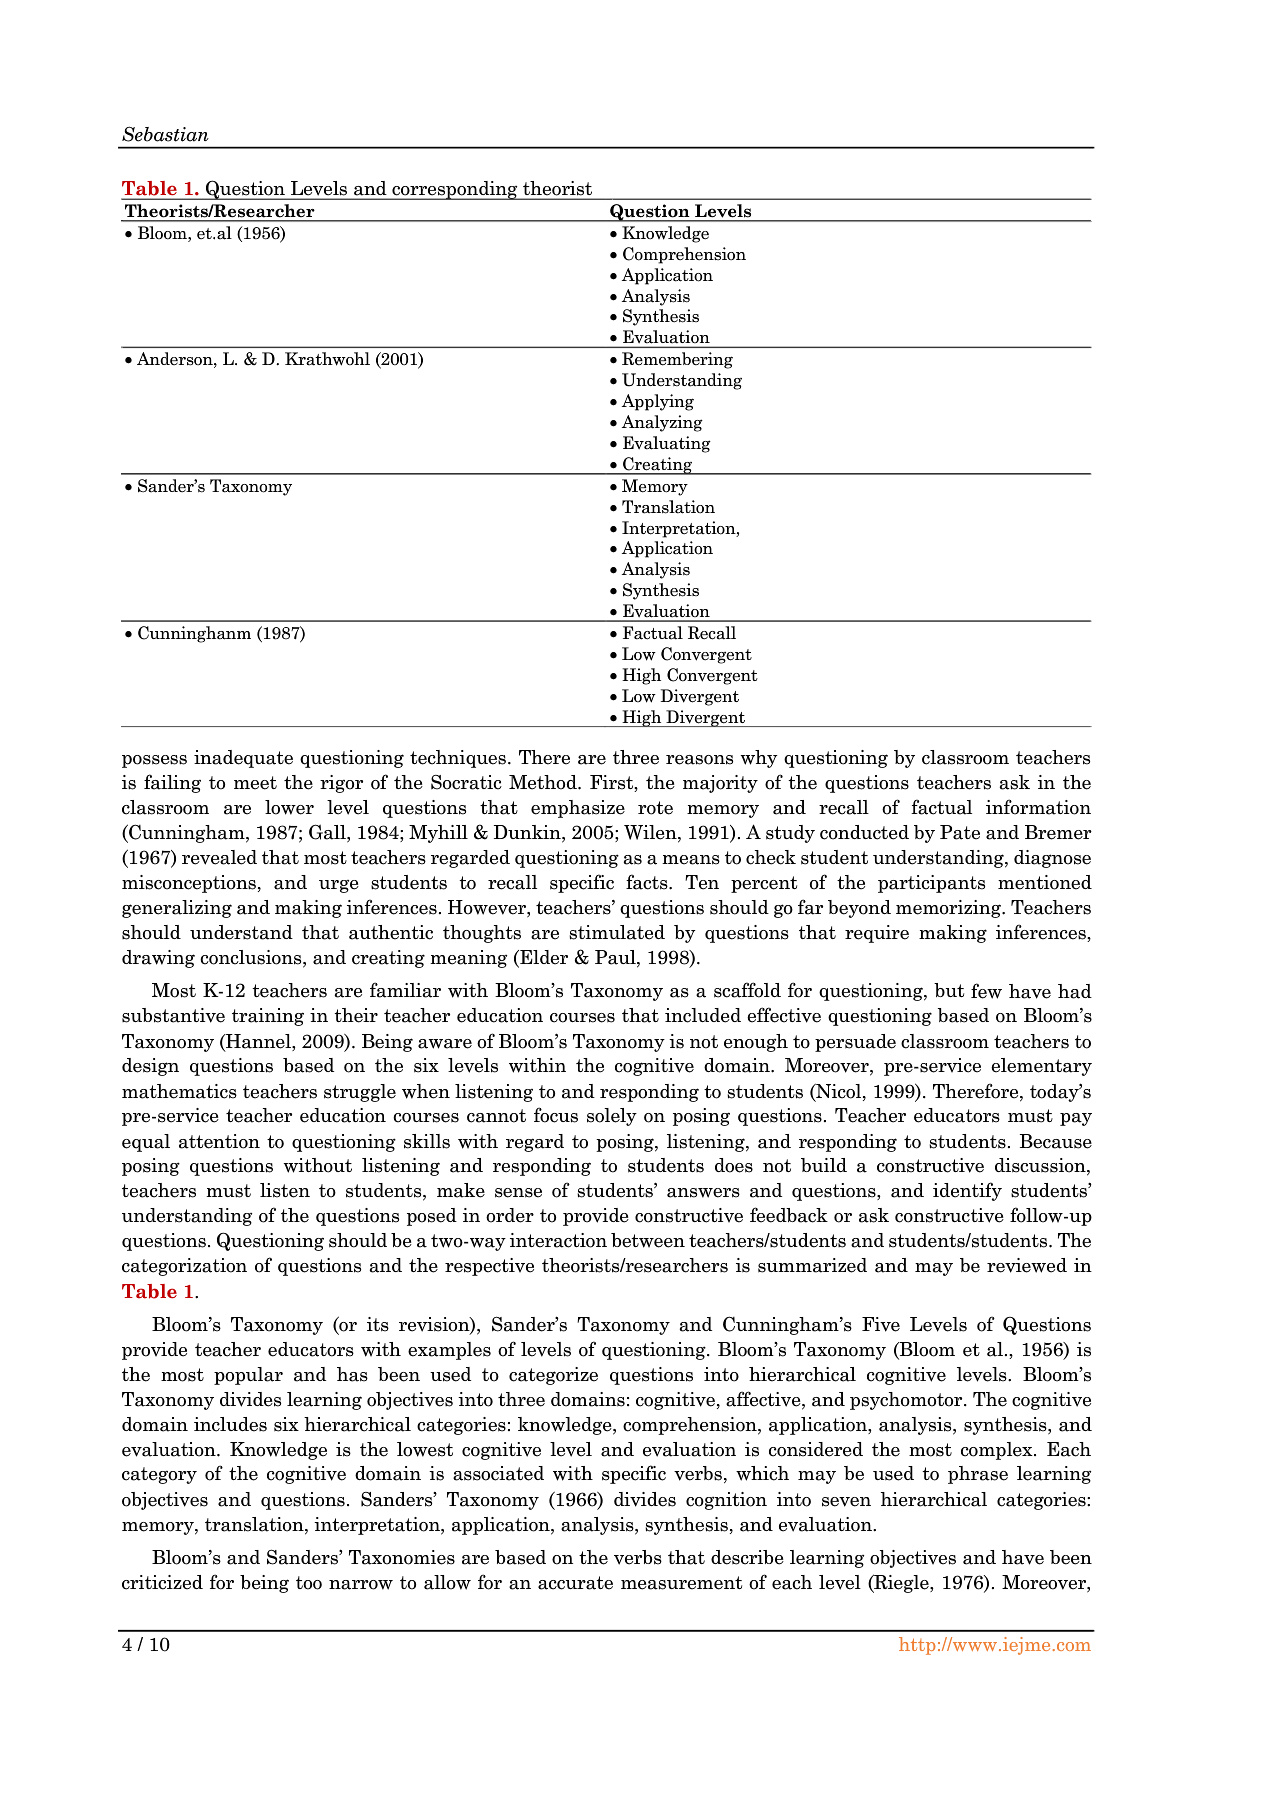 Sebastian
Table 1. Question Levels and corresponding theorist
Theorists/Researcher Question Levels
• Bloom, et.al (1956) • Knowledge
• Comprehension
• Application
• Analysis
• Synthesis
• Evaluation
• Anderson, L. & D. Krathwohl (2001) • Remembering
• Understanding
• Applying
• Analyzing
• Evaluating
• Creating
• Sander’s Taxonomy • Memory
• Translation
• Interpretation,
• Application
• Analysis
• Synthesis
• Evaluation
• Cunninghanm (1987) • Factual Recall
• Low Convergent
• High Convergent
• Low Divergent
• High Divergent
possess inadequate questioning techniques. There are three reasons why questioning by classroom teachers
is failing to meet the rigor of the Socratic Method. First, the majority of the questions teachers ask in the
classroom are lower level questions that emphasize rote memory and recall of factual information
(Cunningham, 1987; Gall, 1984; Myhill & Dunkin, 2005; Wilen, 1991). A study conducted by Pate and Bremer
(1967) revealed that most teachers regarded questioning as a means to check student understanding, diagnose
misconceptions, and urge students to recall specific facts. Ten percent of the participants mentioned
generalizing and making inferences. However, teachers’ questions should go far beyond memorizing. Teachers
should understand that authentic thoughts are stimulated by questions that require making inferences,
drawing conclusions, and creating meaning (Elder & Paul, 1998).
Most K-12 teachers are familiar with Bloom’s Taxonomy as a scaffold for questioning, but few have had
substantive training in their teacher education courses that included effective questioning based on Bloom’s
Taxonomy (Hannel, 2009). Being aware of Bloom’s Taxonomy is not enough to persuade classroom teachers to
design questions based on the six levels within the cognitive domain. Moreover, pre-service elementary
mathematics teachers struggle when listening to and responding to students (Nicol, 1999). Therefore, today’s
pre-service teacher education courses cannot focus solely on posing questions. Teacher educators must pay
equal attention to questioning skills with regard to posing, listening, and responding to students. Because
posing questions without listening and responding to students does not build a constructive discussion,
teachers must listen to students, make sense of students’ answers and questions, and identify students’
understanding of the questions posed in order to provide constructive feedback or ask constructive follow-up
questions. Questioning should be a two-way interaction between teachers/students and students/students. The
categorization of questions and the respective theorists/researchers is summarized and may be reviewed in
Table 1.
Bloom’s Taxonomy (or its revision), Sander’s Taxonomy and Cunningham’s Five Levels of Questions
provide teacher educators with examples of levels of questioning. Bloom’s Taxonomy (Bloom et al., 1956) is
the most popular and has been used to categorize questions into hierarchical cognitive levels. Bloom’s
Taxonomy divides learning objectives into three domains: cognitive, affective, and psychomotor. The cognitive
domain includes six hierarchical categories: knowledge, comprehension, application, analysis, synthesis, and
evaluation. Knowledge is the lowest cognitive level and evaluation is considered the most complex. Each
category of the cognitive domain is associated with specific verbs, which may be used to phrase learning
objectives and questions. Sanders’ Taxonomy (1966) divides cognition into seven hierarchical categories:
memory, translation, interpretation, application, analysis, synthesis, and evaluation.
Bloom’s and Sanders’ Taxonomies are based on the verbs that describe learning objectives and have been
criticized for being too narrow to allow for an accurate measurement of each level (Riegle, 1976). Moreover,
4 / 10 http://www.iejme.com